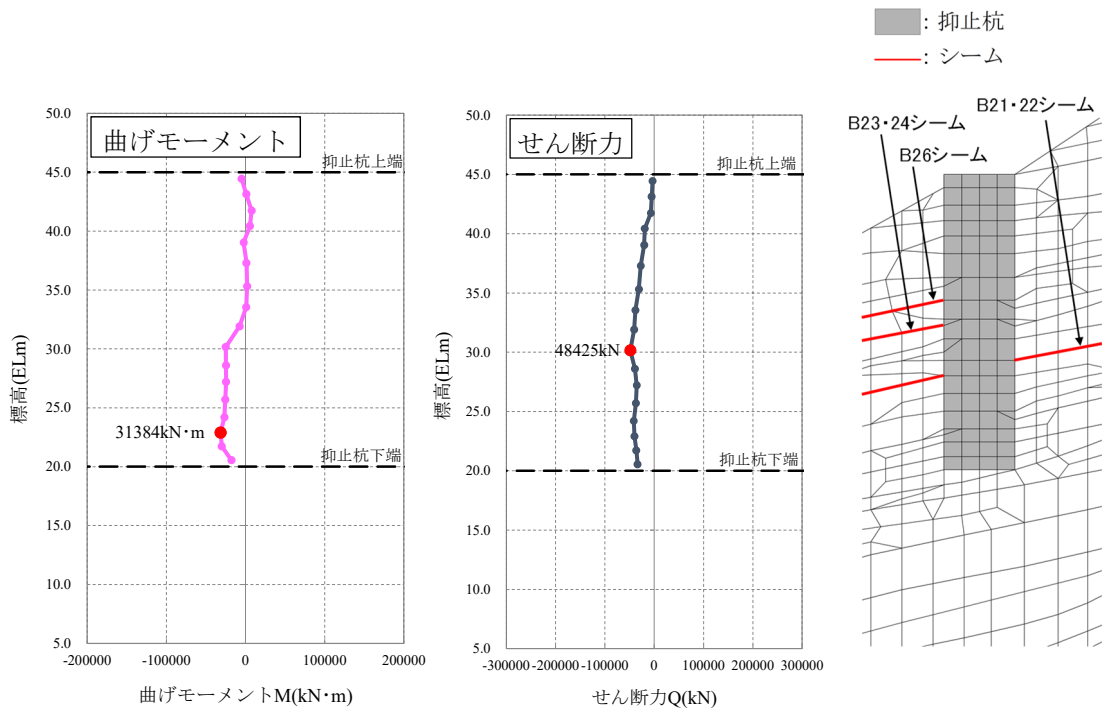 : 抑止杭
: シーム
曲げモーメント
抑止杭上端
31384kN･m
抑止杭下端
標高(ELm)
50.0
45.0
40.0
35.0
30.0
25.0
20.0
15.0
10.0
5.0
-200000 -100000 0 100000 200000
曲げモーメントM(kN･m)
せん断力
抑止杭上端
48425kN
抑止杭下端
標高(ELm)
50.0
45.0
40.0
35.0
30.0
25.0
20.0
15.0
10.0
5.0
-300000 -200000 -100000 0 100000 200000 300000
せん断力Q(kN)
B21･22シーム
B23･24シーム
B26シーム